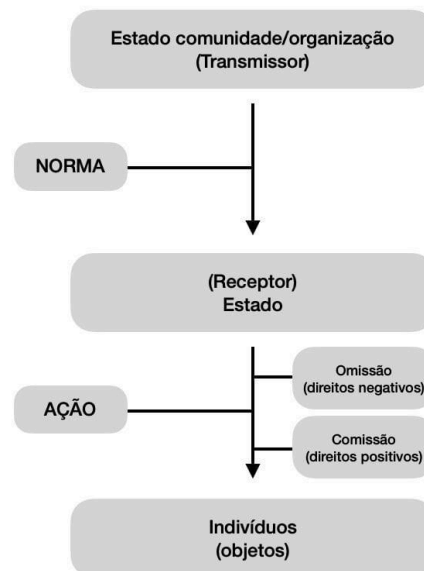 Estado comunidade/organização
(Transmissor)
NORMA
(Receptor)
Estado
Omissão
(direitos negativos)
AÇÃO
Comissão
(direitos positivos)
Indivíduos
(objetos)